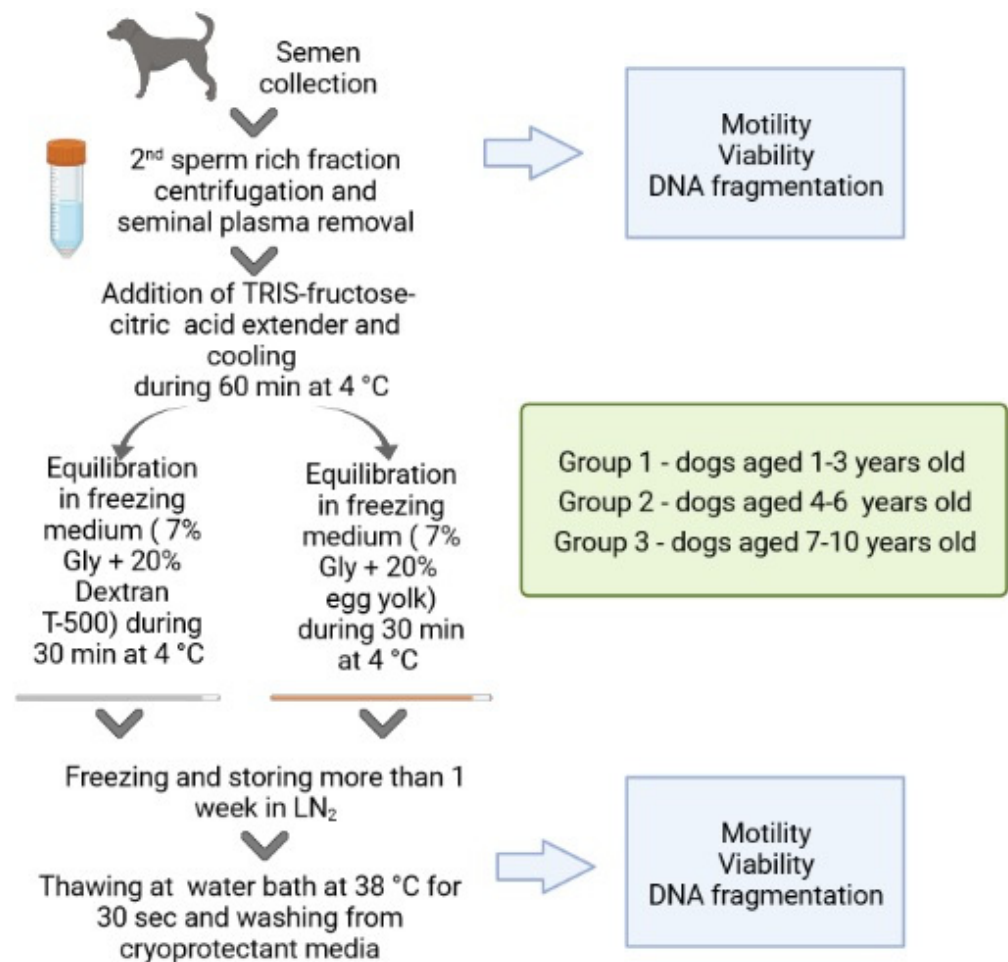 Semen
collection
2nd sperm rich fraction
centrifugation and
seminal plasma removal
Motility
Viability
DNA fragmentation
Addition of TRIS-fructose-
citric acid extender and
cooling
during 60 min at 4 °C
Equilibration
in freezing
medium ( 7%
Gly + 20%
Dextran
T-500) during
30 min at 4 °C
Equilibration
in freezing
medium ( 7%
Gly + 20%
egg yolk)
during 30 min
at 4 °C
Group 1 - dogs aged 1-3 years old
Group 2 - dogs aged 4-6 years old
Group 3 - dogs aged 7-10 years old
Freezing and storing more than 1
week in LN₂
Thawing at water bath at 38 °C for
30 sec and washing from
cryoprotectant media
Motility
Viability
DNA fragmentation